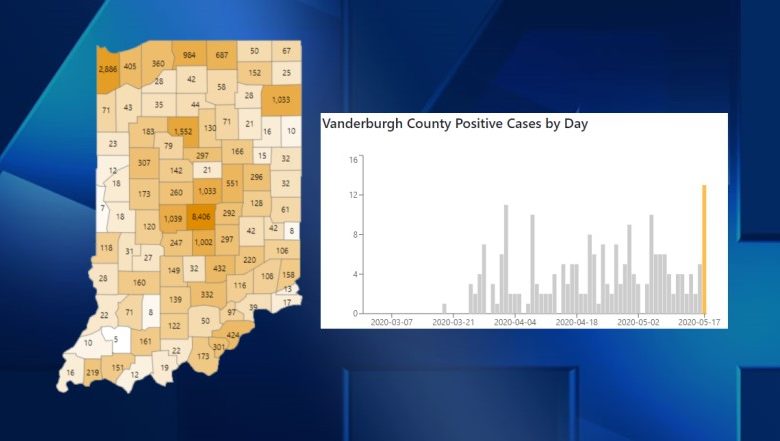 984 687 50 67
2,886 405 360
152 25
28 42 58
28 1,033
71 43 35 44
183 1,552 130 71 21 16 10
23 79
297 166 15 32
12 307 142 21
18 173 260 1,033 551 296 32
128
7 18 120 1,039 8,406 292 61
42 42 8
118 31 27 247 1,002 297 106
220
28 149 32 432 108 158
160 116 13
139 332 39 17
22 71 8 97
122 50 424
10 5 161 301
22 173
16 219 151 12 19
Vanderburgh County Positive Cases by Day
16
12
8
4
0
2020-03-07 2020-03-21 2020-04-04 2020-04-18 2020-05-02 2020-05-17